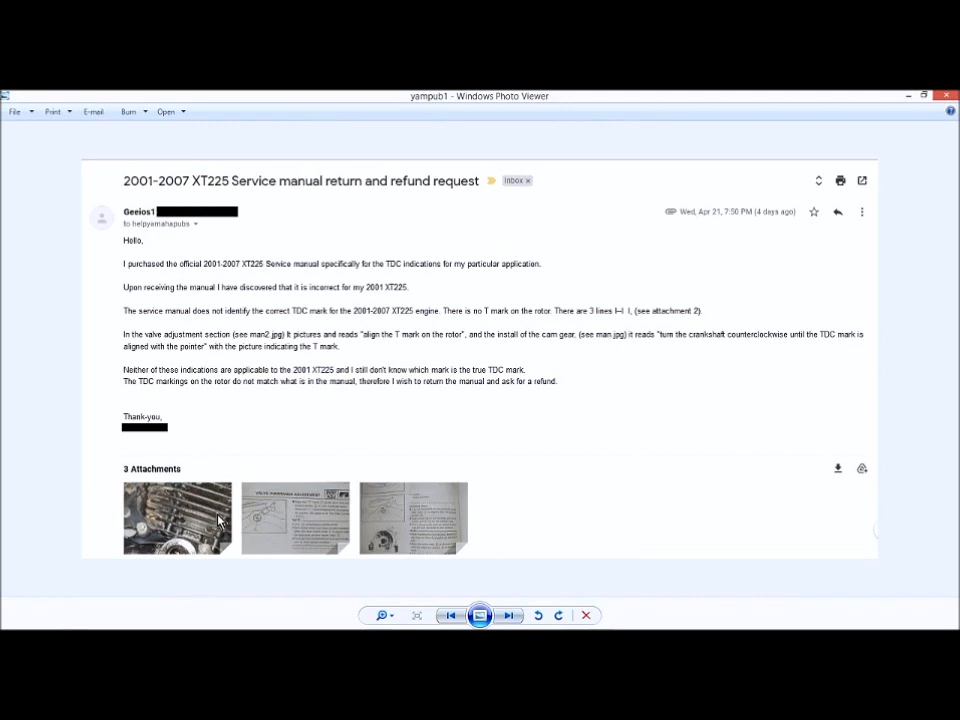 yampub1 - Windows Photo Viewer
File Print E-mail Burn Open
2001-2007 XT225 Service manual return and refund request Inbox x
Geeios1
Wed, Apr 21, 7:50 PM (4 days ago)
to helpyamahapubs
Hello,
I purchased the official 2001-2007 XT225 Service manual specifically for the TDC indications for my particular application.
Upon receiving the manual I have discovered that it is incorrect for my 2001 XT225.
The service manual does not identify the correct TDC mark for the 2001-2007 XT225 engine. There is no T mark on the rotor. There are 3 lines I--I I, (see attachment 2).
In the valve adjustment section (see man2.jpg) It pictures and reads "align the T mark on the rotor", and the install of the cam gear, (see man.jpg) it reads "turn the crankshaft counterclockwise until the TDC mark is
aligned with the pointer" with the picture indicating the T mark.
Neither of these indications are applicable to the 2001 XT225 and I still don't know which mark is the true TDC mark.
The TDC markings on the rotor do not match what is in the manual, therefore I wish to return the manual and ask for a refund.
Thank-you,
3 Attachments